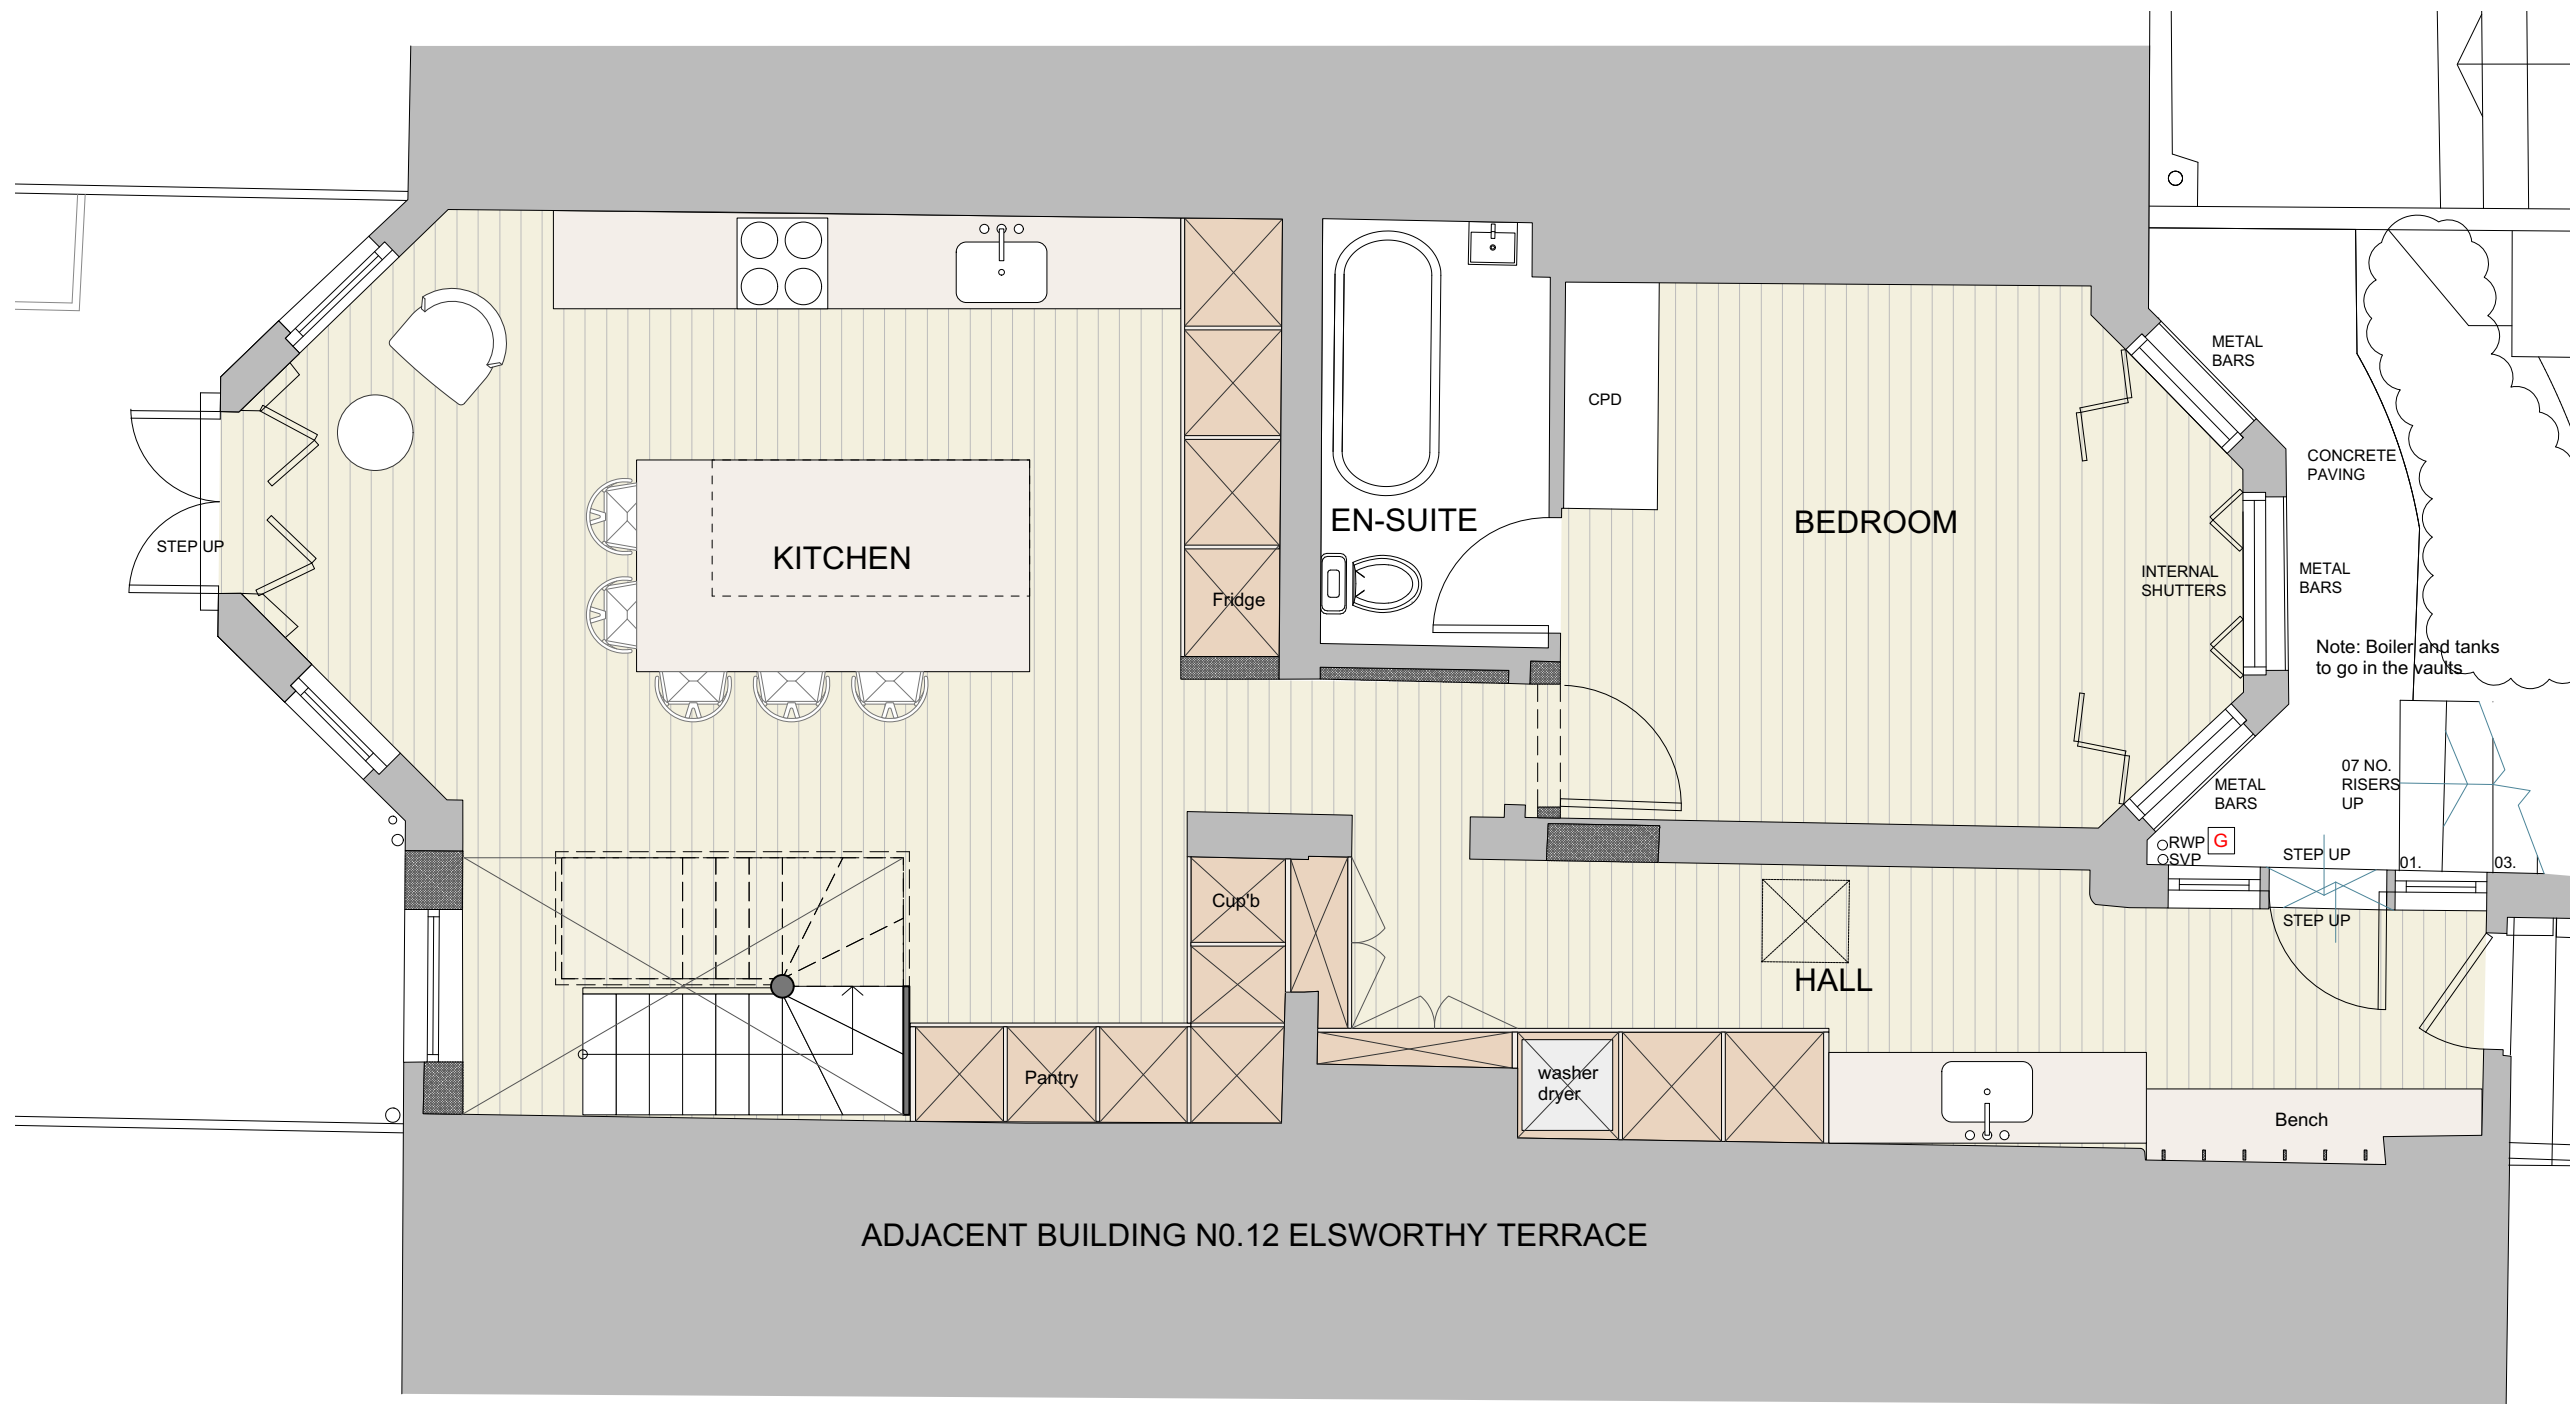 METAL
BARS
CPD
CONCRETE
PAVING
EN-SUITE
BEDROOM
STEP UP
KITCHEN
Fridge
INTERNAL
SHUTTERS
METAL
BARS
Note: Boiler and tanks
to go in the vaults
07 NO.
RISERS
UP
METAL
BARS
RWP
G
SVP
STEP UP
01.
03.
Cup'b
STEP UP
HALL
Pantry
washer
dryer
Bench
ADJACENT BUILDING N0.12 ELSWORTHY TERRACE